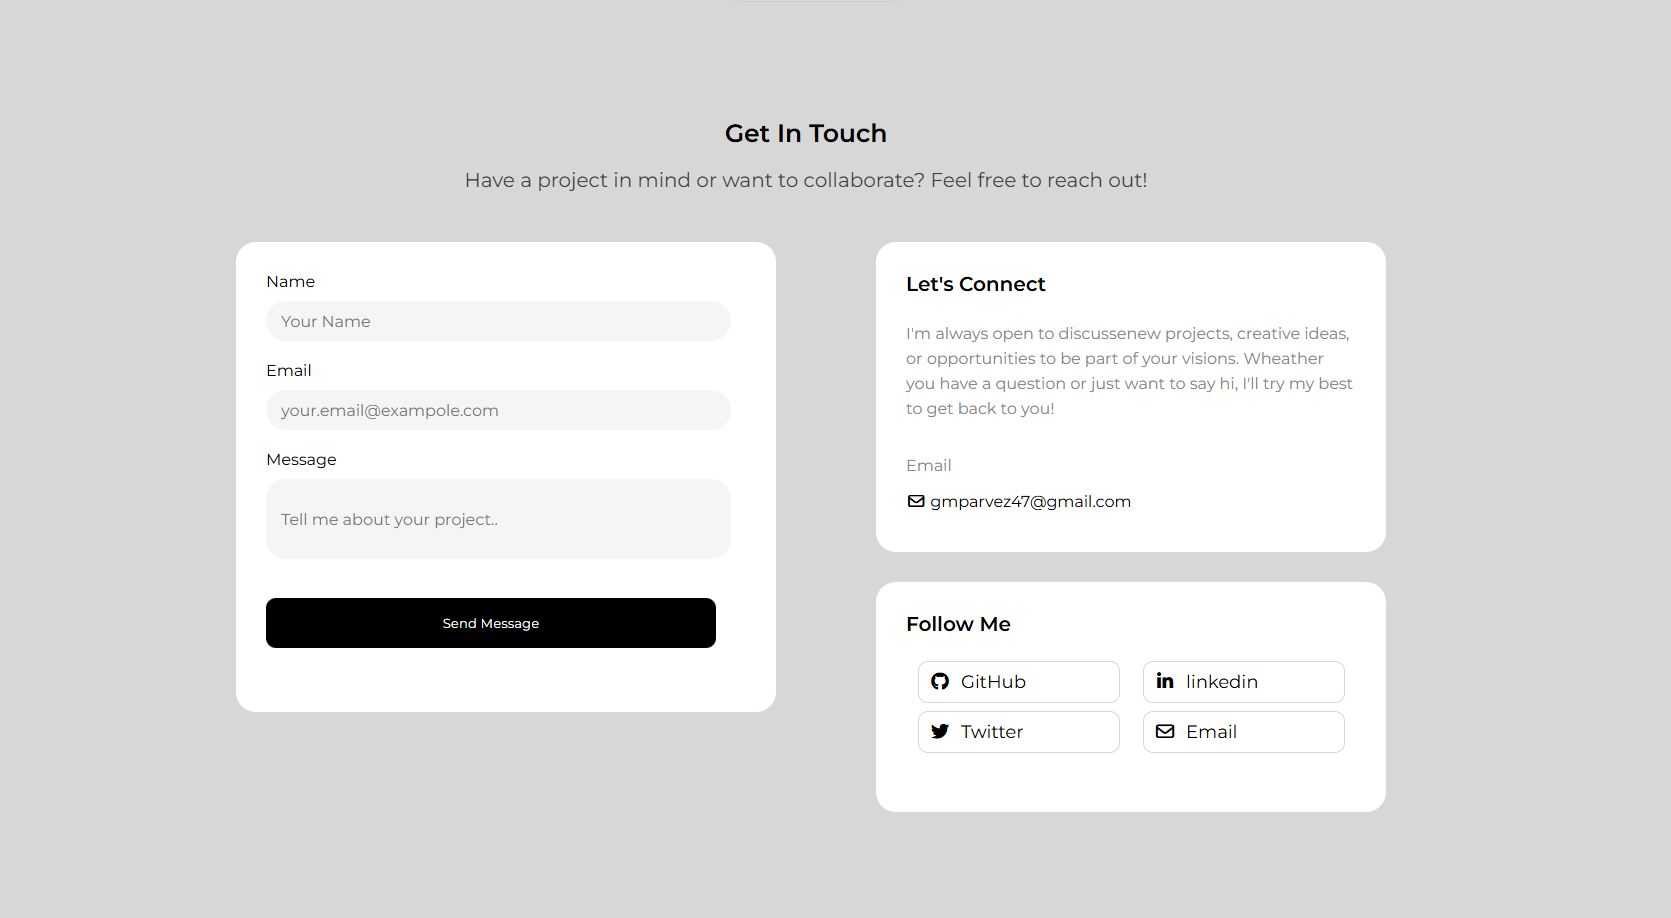 Get In Touch
Have a project in mind or want to collaborate? Feel free to reach out!
Name
Your Name
Email
your.email@exampole.com
Message
Tell me about your project..
Send Message
Let's Connect
I'm always open to discussenew projects, creative ideas,
or opportunities to be part of your visions. Wheather
you have a question or just want to say hi, I'll try my best
to get back to you!
Email
gmparvez47@gmail.com
Follow Me
GitHub
linkedin
Twitter
Email